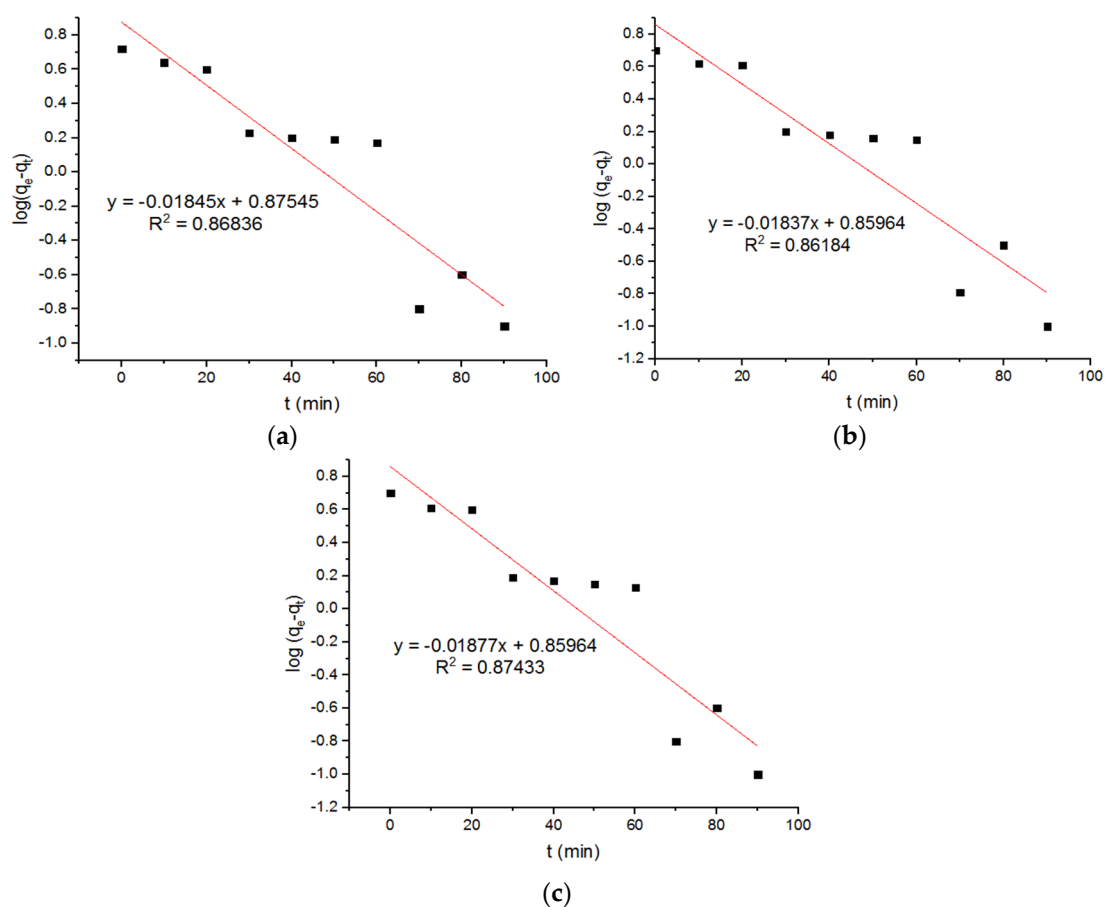 0.8
0.6
0.4
0.2
0.0
-0.2
-0.4
-0.6
-0.8
-1.0
log(qe-qt)
y = -0.01845x + 0.87545
R2 = 0.86836
0 20 40 60 80 100
t (min)
(a)
0.8
0.6
0.4
0.2
0.0
-0.2
-0.4
-0.6
-0.8
-1.0
-1.2
log (qe-qt)
y = -0.01837x + 0.85964
R2 = 0.86184
0 20 40 60 80 100
t (min)
(b)
0.8
0.6
0.4
0.2
0.0
-0.2
-0.4
-0.6
-0.8
-1.0
-1.2
log (qe-qt)
y = -0.01877x + 0.85964
R2 = 0.87433
0 20 40 60 80 100
t (min)
(c)